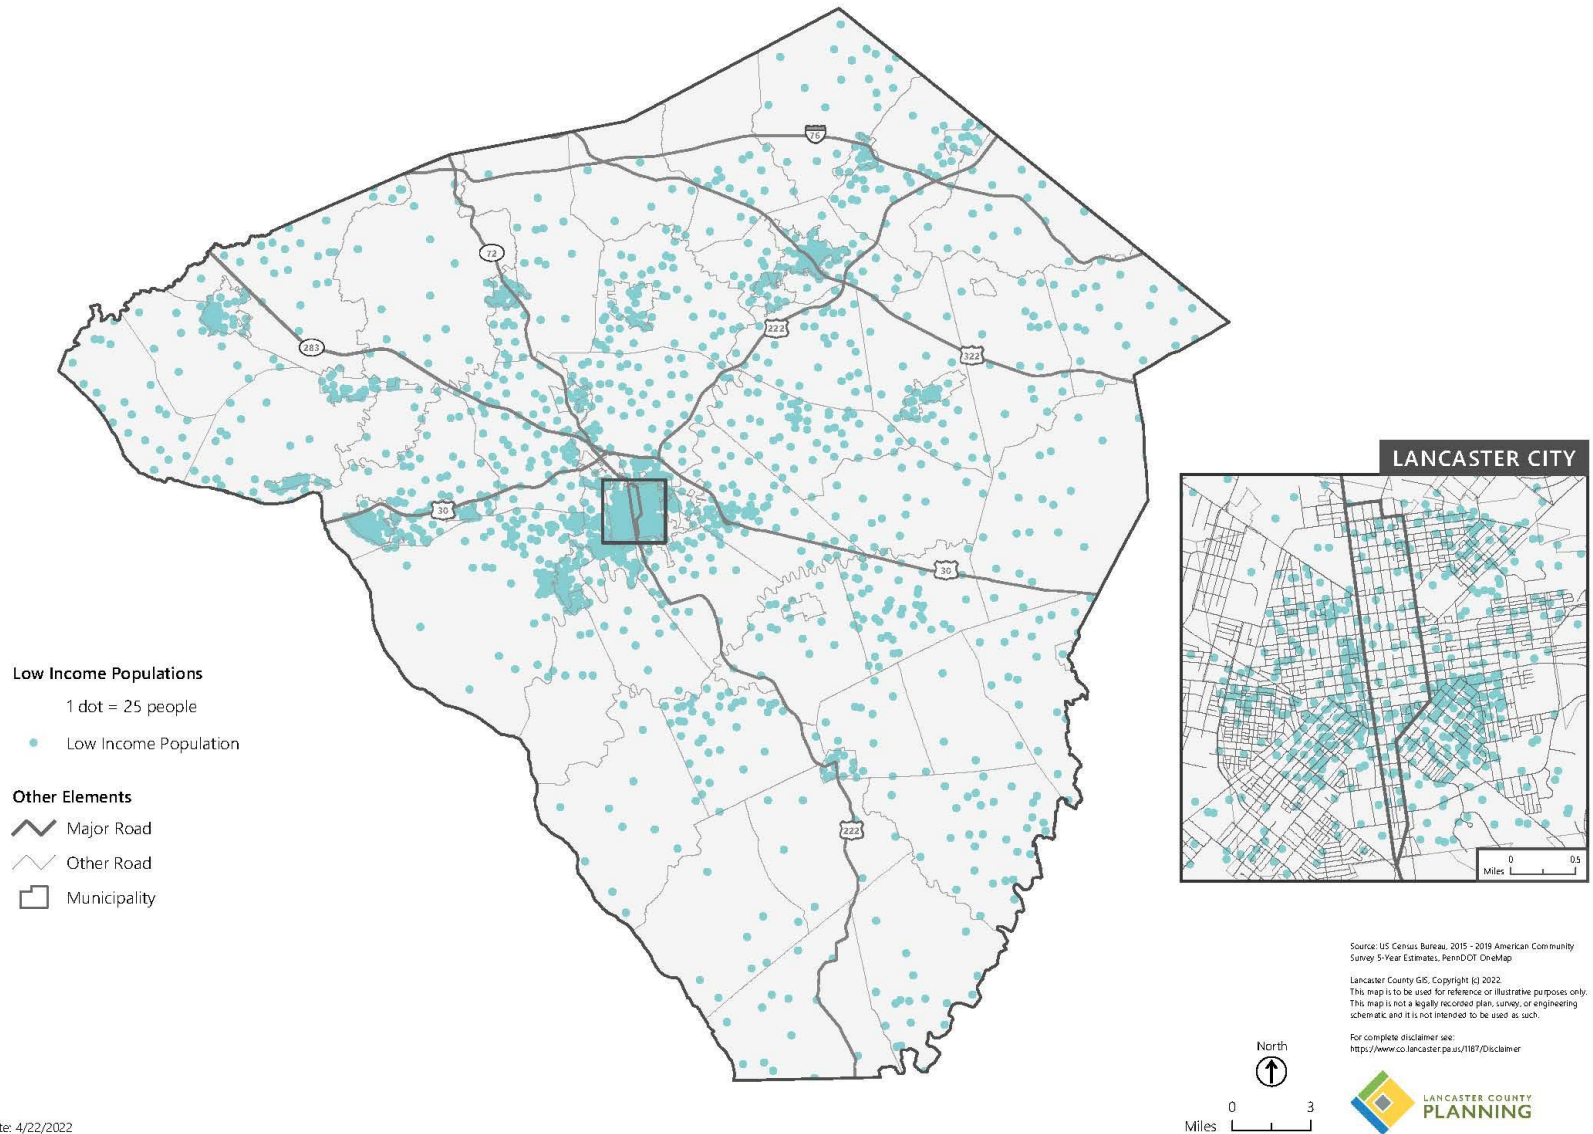 76
72
283
222
322
30
30
222
LANCASTER CITY
0 0.5
Miles
Low Income Populations
1 dot = 25 people
Low Income Population
Other Elements
Major Road
Other Road
Municipality
Source: US Census Bureau, 2015 - 2019 American Community
Survey 5-Year Estimates, PennDOT OneMap
Lancaster County GIS, Copyright (c) 2022.
This map is to be used for reference or illustrative purposes only.
This map is not a legally recorded plan, survey, or engineering
schematic and it is not intended to be used as such.
For complete disclaimer see:
https://www.co.lancaster.pa.us/1187/Disclaimer
North
0 3
Miles
LANCASTER COUNTY
PLANNING
te: 4/22/2022